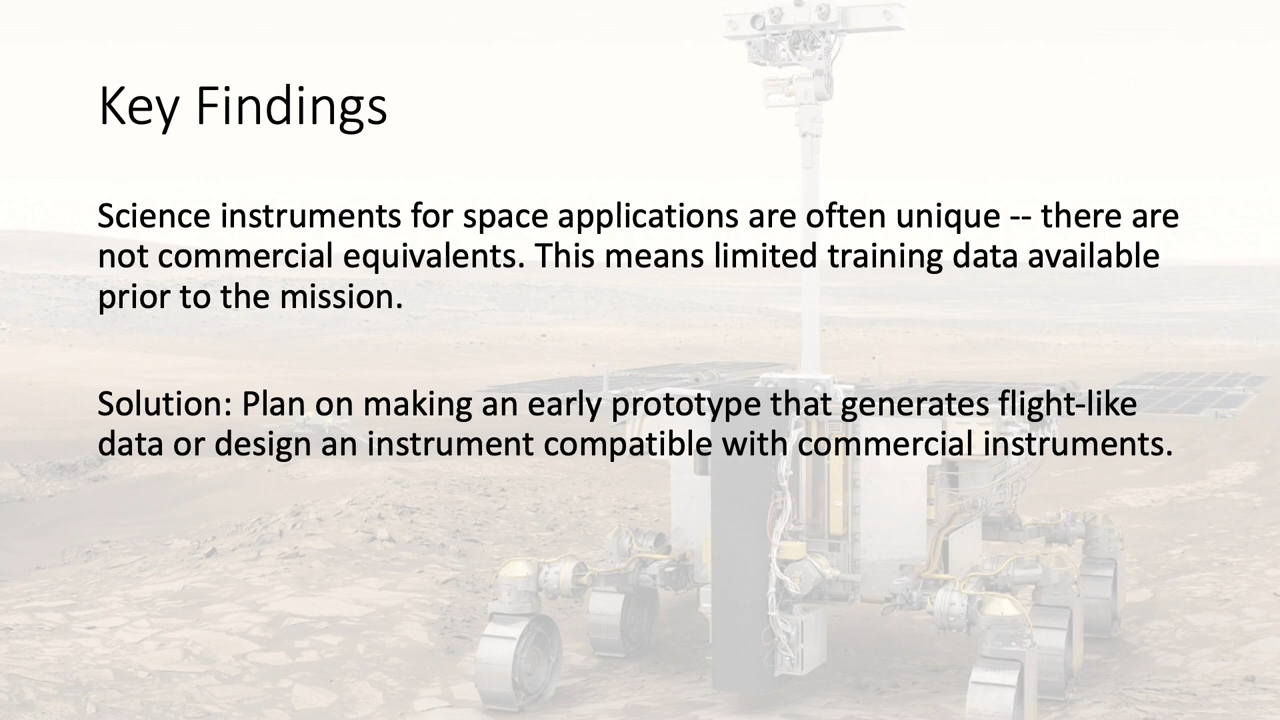 Key Findings
Science instruments for space applications are often unique -- there are
not commercial equivalents. This means limited training data available
prior to the mission.
Solution: Plan on making an early prototype that generates flight-like
data or design an instrument compatible with commercial instruments.